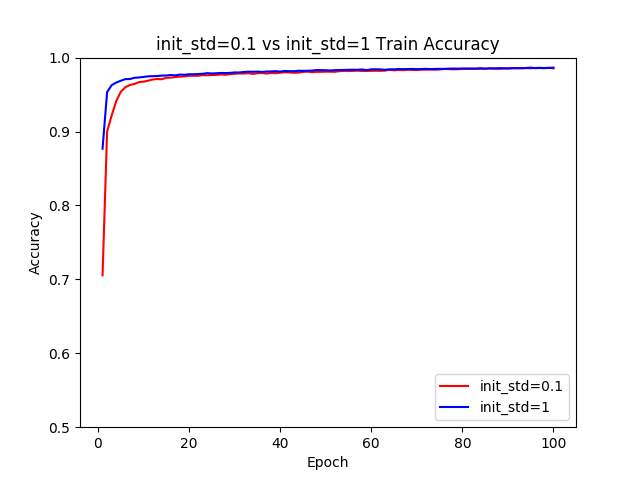 init_std=0.1 vs init_std=1 Train Accuracy
1.0
0.9
0.8
0.7
0.6
0.5
Accuracy
0
20
40
60
80
100
Epoch
init_std=0.1
init_std=1